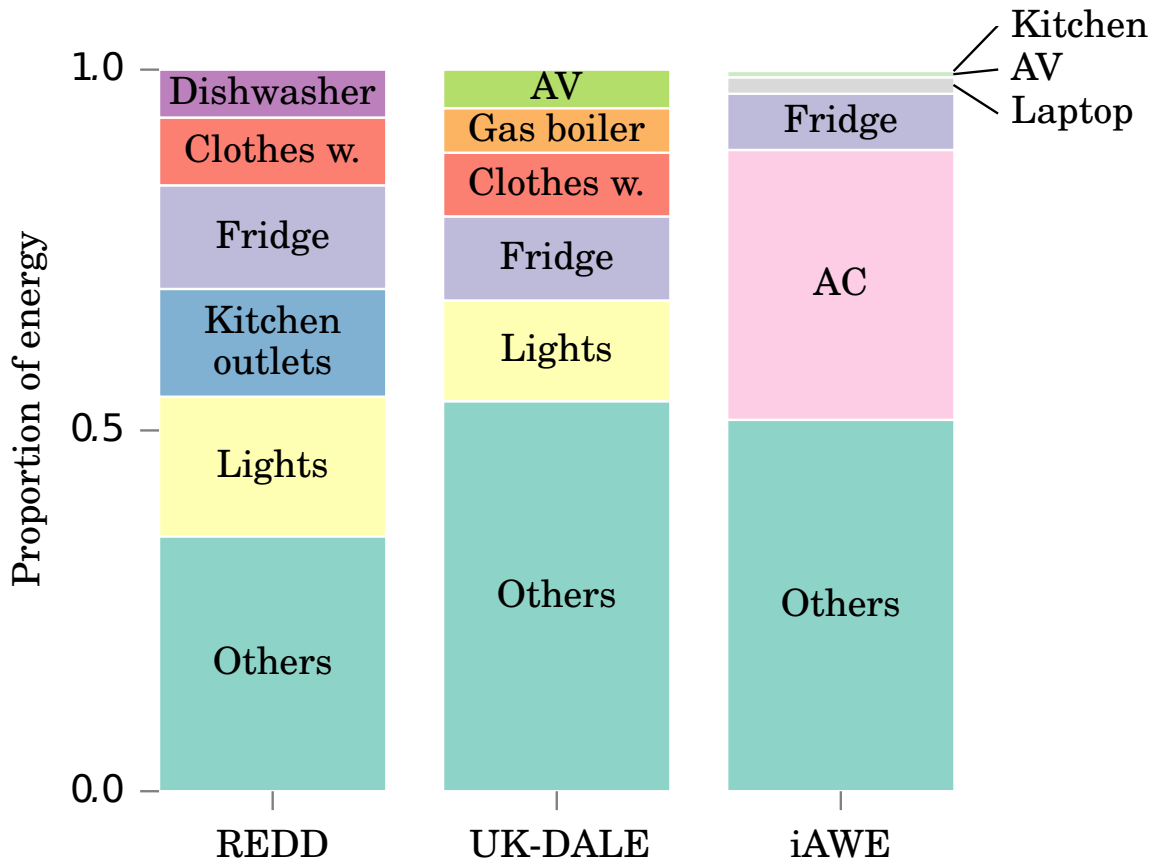 Kitchen
AV
Laptop
1.0
0.5
0.0
Proportion of energy
Dishwasher
Clothes w.
Fridge
Kitchen
outlets
Lights
Others
AV
Gas boiler
Clothes w.
Fridge
Lights
Others
Fridge
AC
Others
REDD
UK-DALE
iAWE